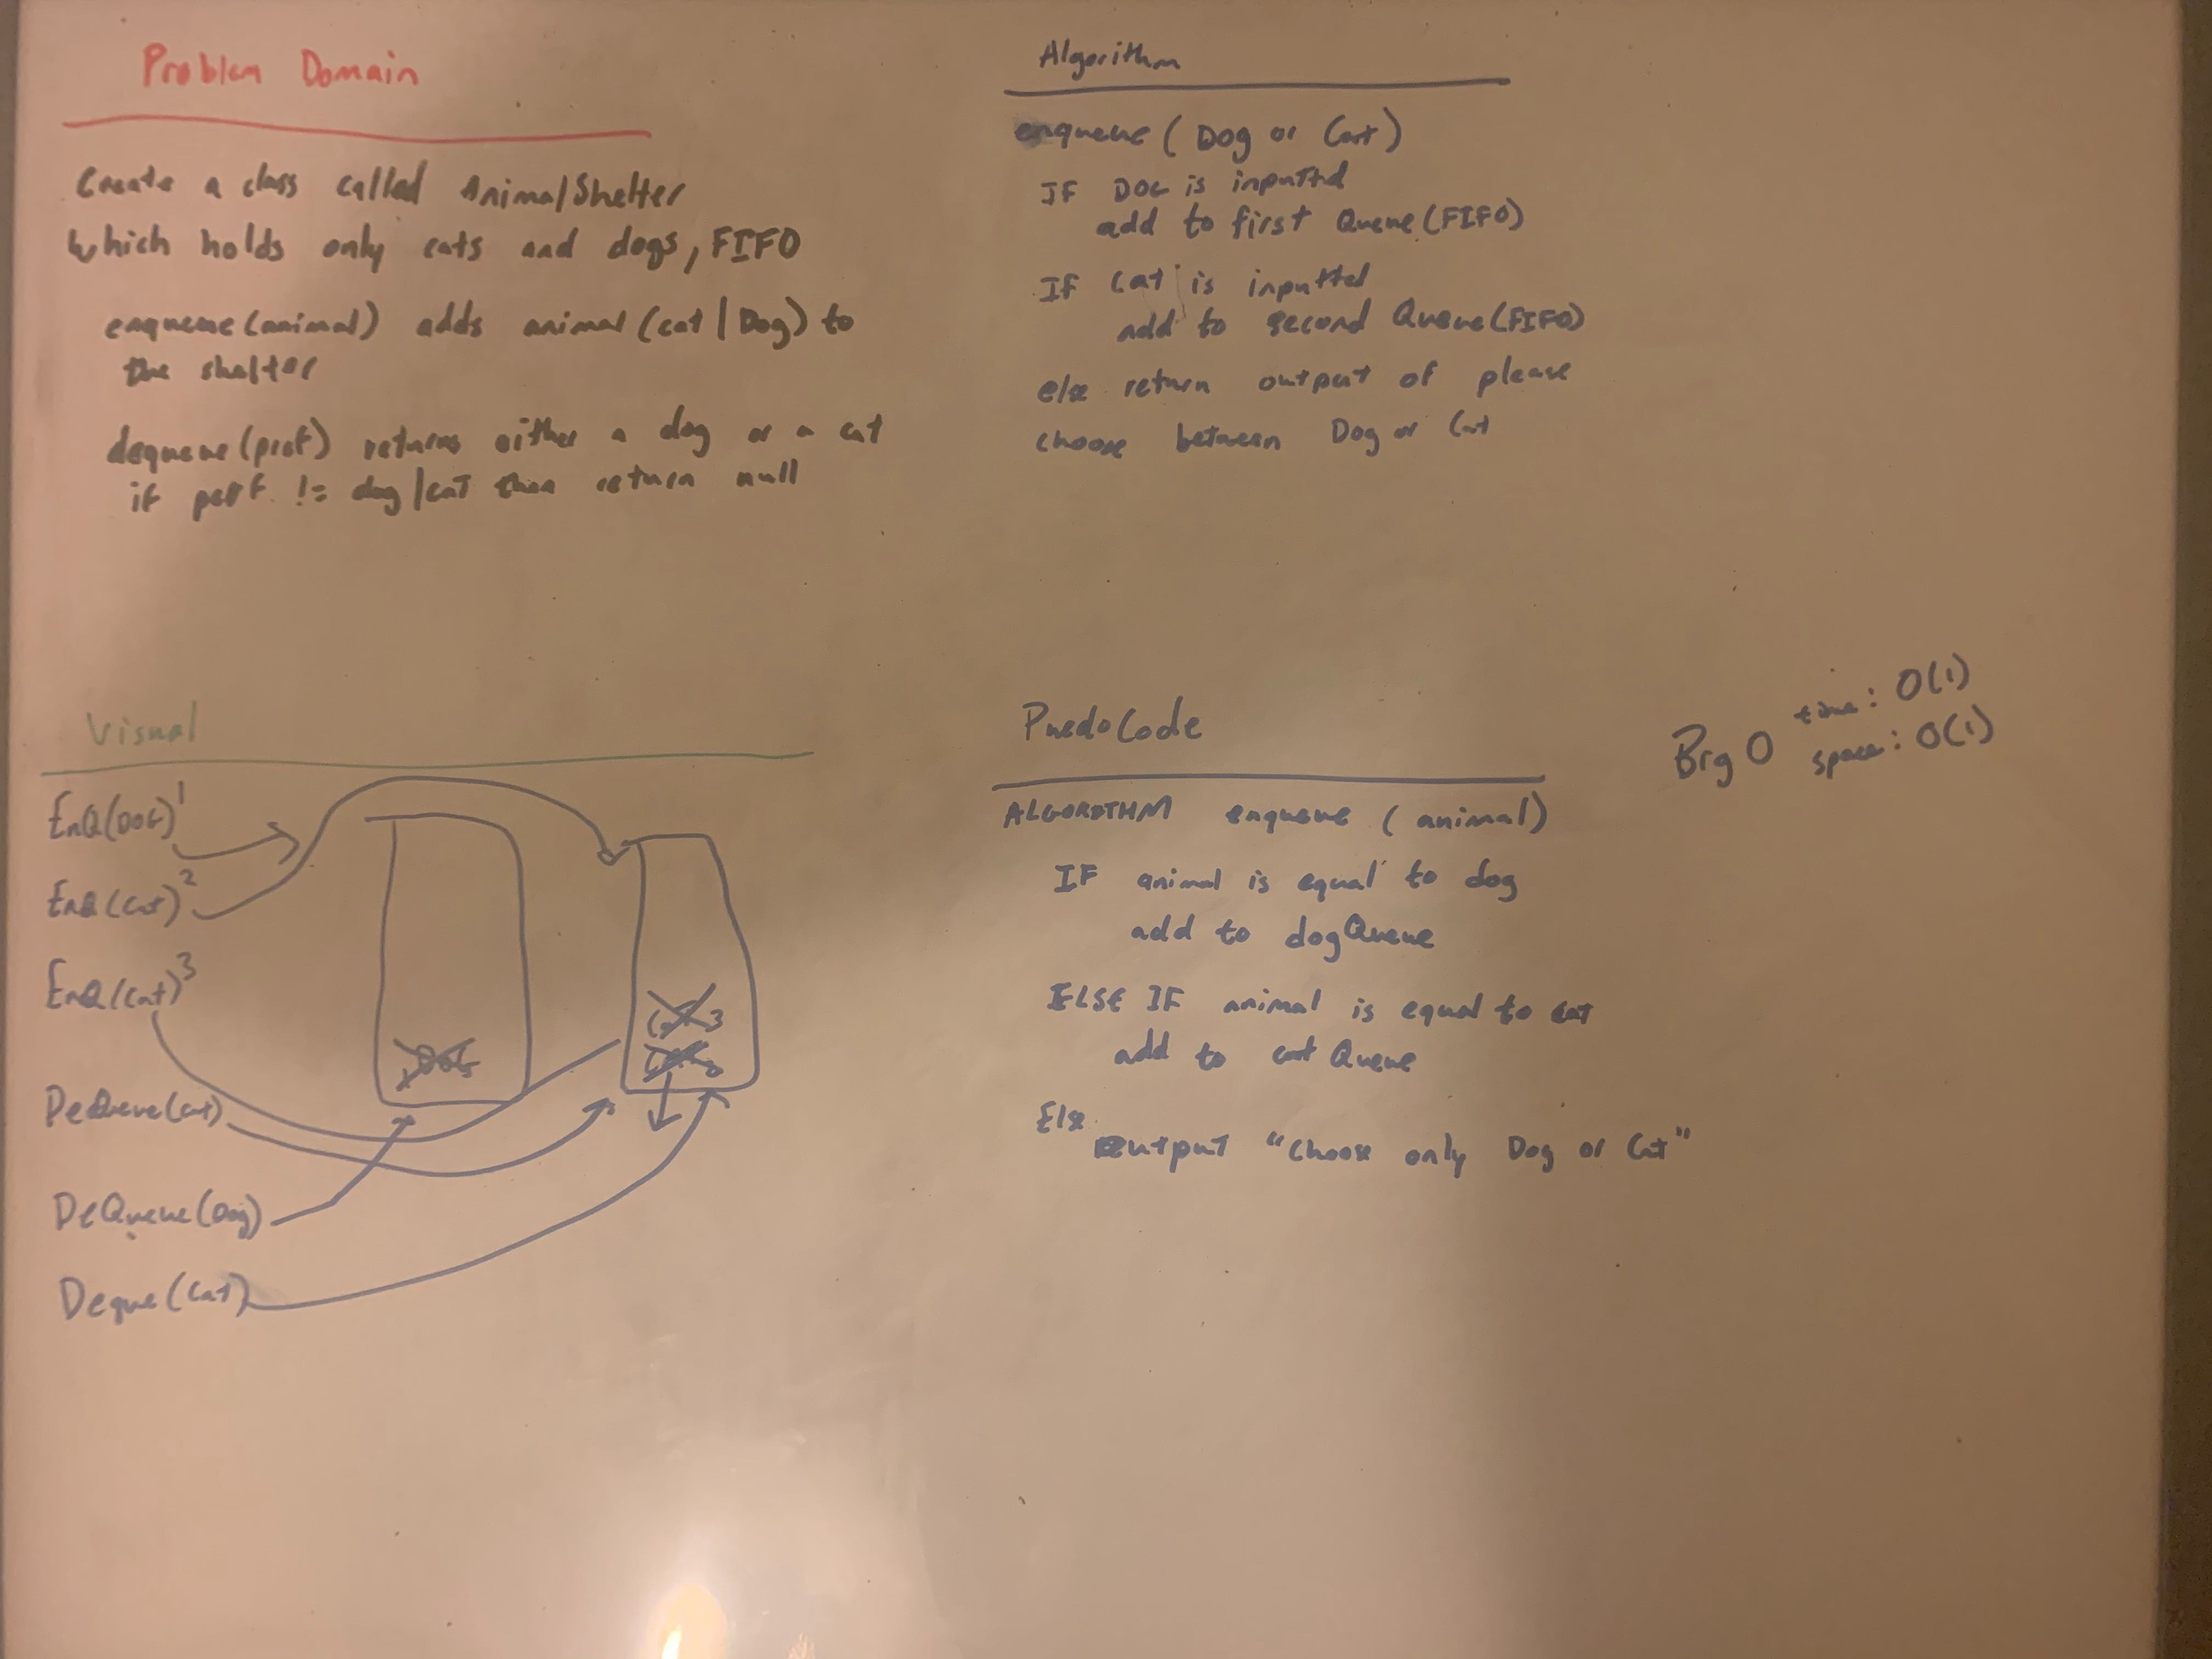 Problem Domain
Create a class called AnimalShelter
which holds only cats and dogs, FIFO
enqueue(animal) adds animal (cat | Dog) to
the shelter
dequeue(pref) returns either a dog or a cat
if perf. != dog/cat then return null
Algorithm
enqueue ( Dog or Cat)
IF DOG is inputted
add to first Queue (FIFO)
If Cat is inputted
add to second Queue (FIFO)
else return output of please
choose between Dog or Cat
Visual
EnQ(DOG) 1
EnQ(Cat) 2
EnQ(Cat) 3
DeQueue(Cat)
DeQueue(Dog)
Deque(Cat)
DOG
Cat 3
PuedoCode
ALGORITHM enqueue ( animal)
IF animal is equal to dog
add to dogQueue
ELSE IF animal is equal to cat
add to cat Queue
Else
output "Choose only Dog or Cat"
Big O time: O(1)
space: O(1)